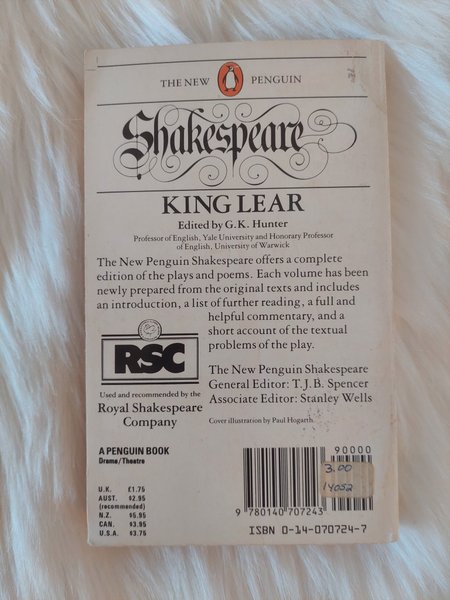 THE NEW PENGUIN
Shakespeare
KING LEAR
Edited by G.K. Hunter
Professor of English, Yale University and Honorary Professor
of English, University of Warwick
The New Penguin Shakespeare offers a complete
edition of the plays and poems. Each volume has been
newly prepared from the original texts and includes
an introduction, a list of further reading, a full and
helpful commentary, and a
short account of the textual
problems of the play.
RSC
Used and recommended by the
Royal Shakespeare
Company
The New Penguin Shakespeare
General Editor: T.J.B. Spencer
Associate Editor: Stanley Wells
Cover illustration by Paul Hogarth
A PENGUIN BOOK
Drama/Theatre
U.K. £1.75
AUST. $2.95
(recommended)
N.Z. $5.95
CAN. $3.95
U.S.A. $3.75
90000
3.00
14052
9 780140 707243
ISBN 0-14-070724-7